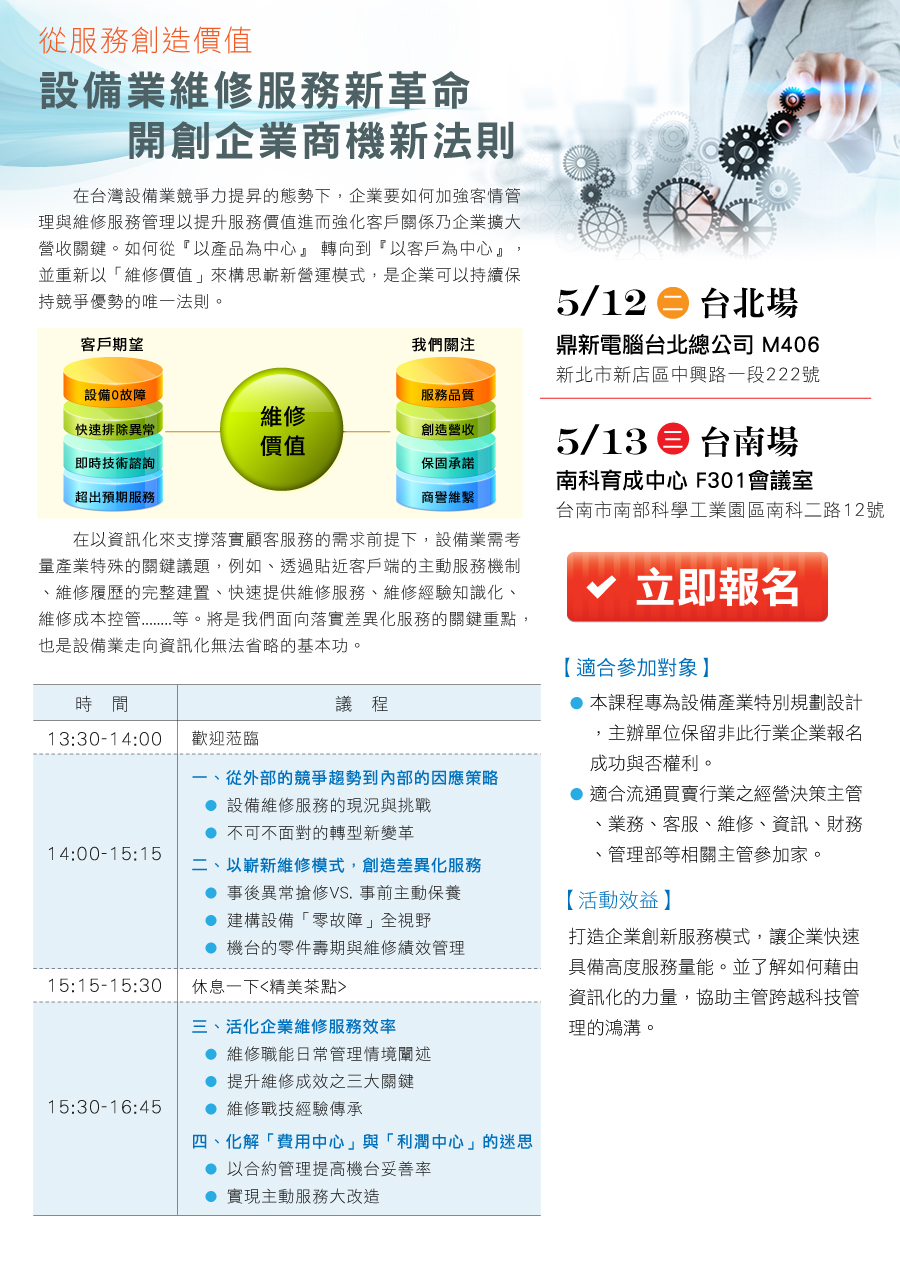 從服務創造價值
設備業維修服務新革命
開創企業商機新法則
在台灣設備業競爭力提昇的態勢下，企業要如何加強客情管
理與維修服務管理以提升服務價值進而強化客戶關係乃企業擴大
營收關鍵。如何從『以產品為中心』 轉向到『以客戶為中心』，
並重新以「維修價值」來構思嶄新營運模式，是企業可以持續保
持競爭優勢的唯一法則。
客戶期望
設備0故障
快速排除異常
即時技術諮詢
超出預期服務
維修
價值
我們關注
服務品質
創造營收
保固承諾
商譽維繫
在以資訊化來支撐落實顧客服務的需求前提下，設備業需考
量產業特殊的關鍵議題，例如、透過貼近客戶端的主動服務機制
、維修履歷的完整建置、快速提供維修服務、維修經驗知識化、
維修成本控管........等。將是我們面向落實差異化服務的關鍵重點，
也是設備業走向資訊化無法省略的基本功。
時 間 議 程
13:30-14:00 歡迎蒞臨
14:00-15:15
一、從外部的競爭趨勢到內部的因應策略
● 設備維修服務的現況與挑戰
● 不可不面對的轉型新變革
二、以嶄新維修模式，創造差異化服務
● 事後異常搶修VS. 事前主動保養
● 建構設備「零故障」全視野
● 機台的零件壽期與維修績效管理
15:15-15:30 休息一下<精美茶點>
15:30-16:45
三、活化企業維修服務效率
● 維修職能日常管理情境闡述
● 提升維修成效之三大關鍵
● 維修戰技經驗傳承
四、化解「費用中心」與「利潤中心」的迷思
● 以合約管理提高機台妥善率
● 實現主動服務大改造
5/12 二 台北場
鼎新電腦台北總公司 M406
新北市新店區中興路一段222號
5/13 三 台南場
南科育成中心 F301會議室
台南市南部科學工業園區南科二路12號
立即報名
【適合參加對象】
● 本課程專為設備產業特別規劃設計
，主辦單位保留非此行業企業報名
成功與否權利。
● 適合流通買賣行業之經營決策主管
、業務、客服、維修、資訊、財務
、管理部等相關主管參加家。
【活動效益】
打造企業創新服務模式，讓企業快速
具備高度服務量能。並了解如何藉由
資訊化的力量，協助主管跨越科技管
理的鴻溝。